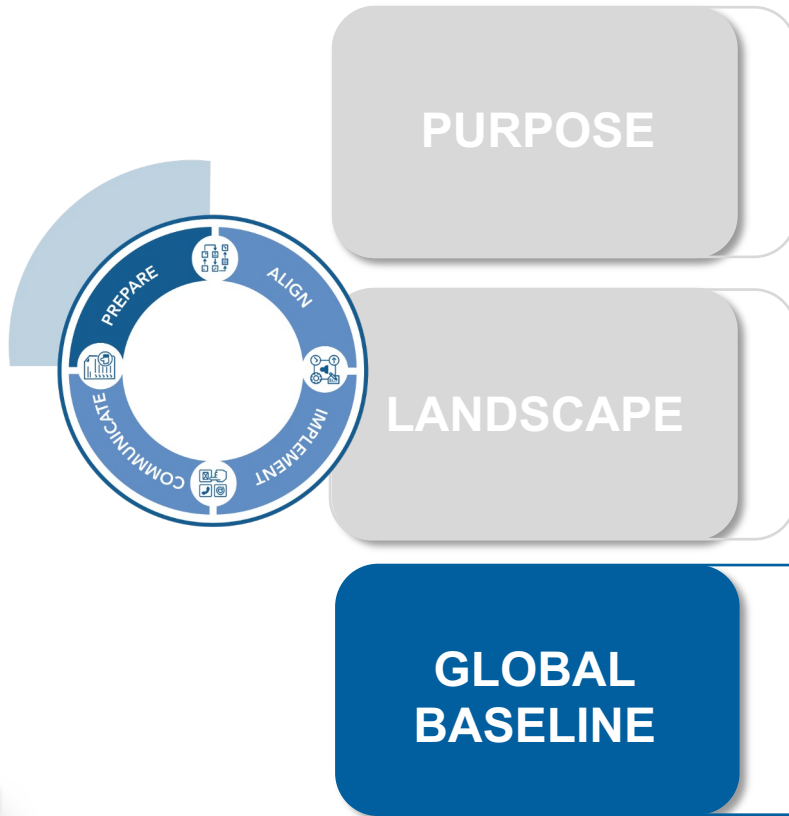 PURPOSE
PREPARE
ALIGN
IMPLEMENT
COMMUNICATE
LANDSCAPE
GLOBAL
BASELINE